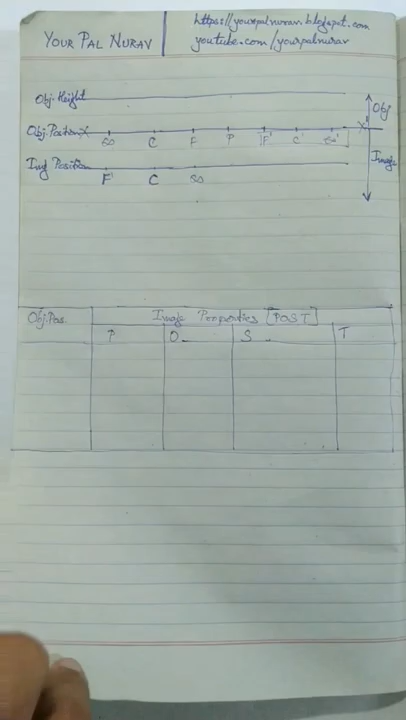 YOUR PAL NURAV
https://yourpalnurav.blogspot.com
youtube.com/yourpalnurav
Obj. Height
Obj
Obj. Position X ∞ C F P F' C' ∞' X'
Img Position
Image
F' C ∞
Obj. Pos. Image Properties [POST]
P O S T